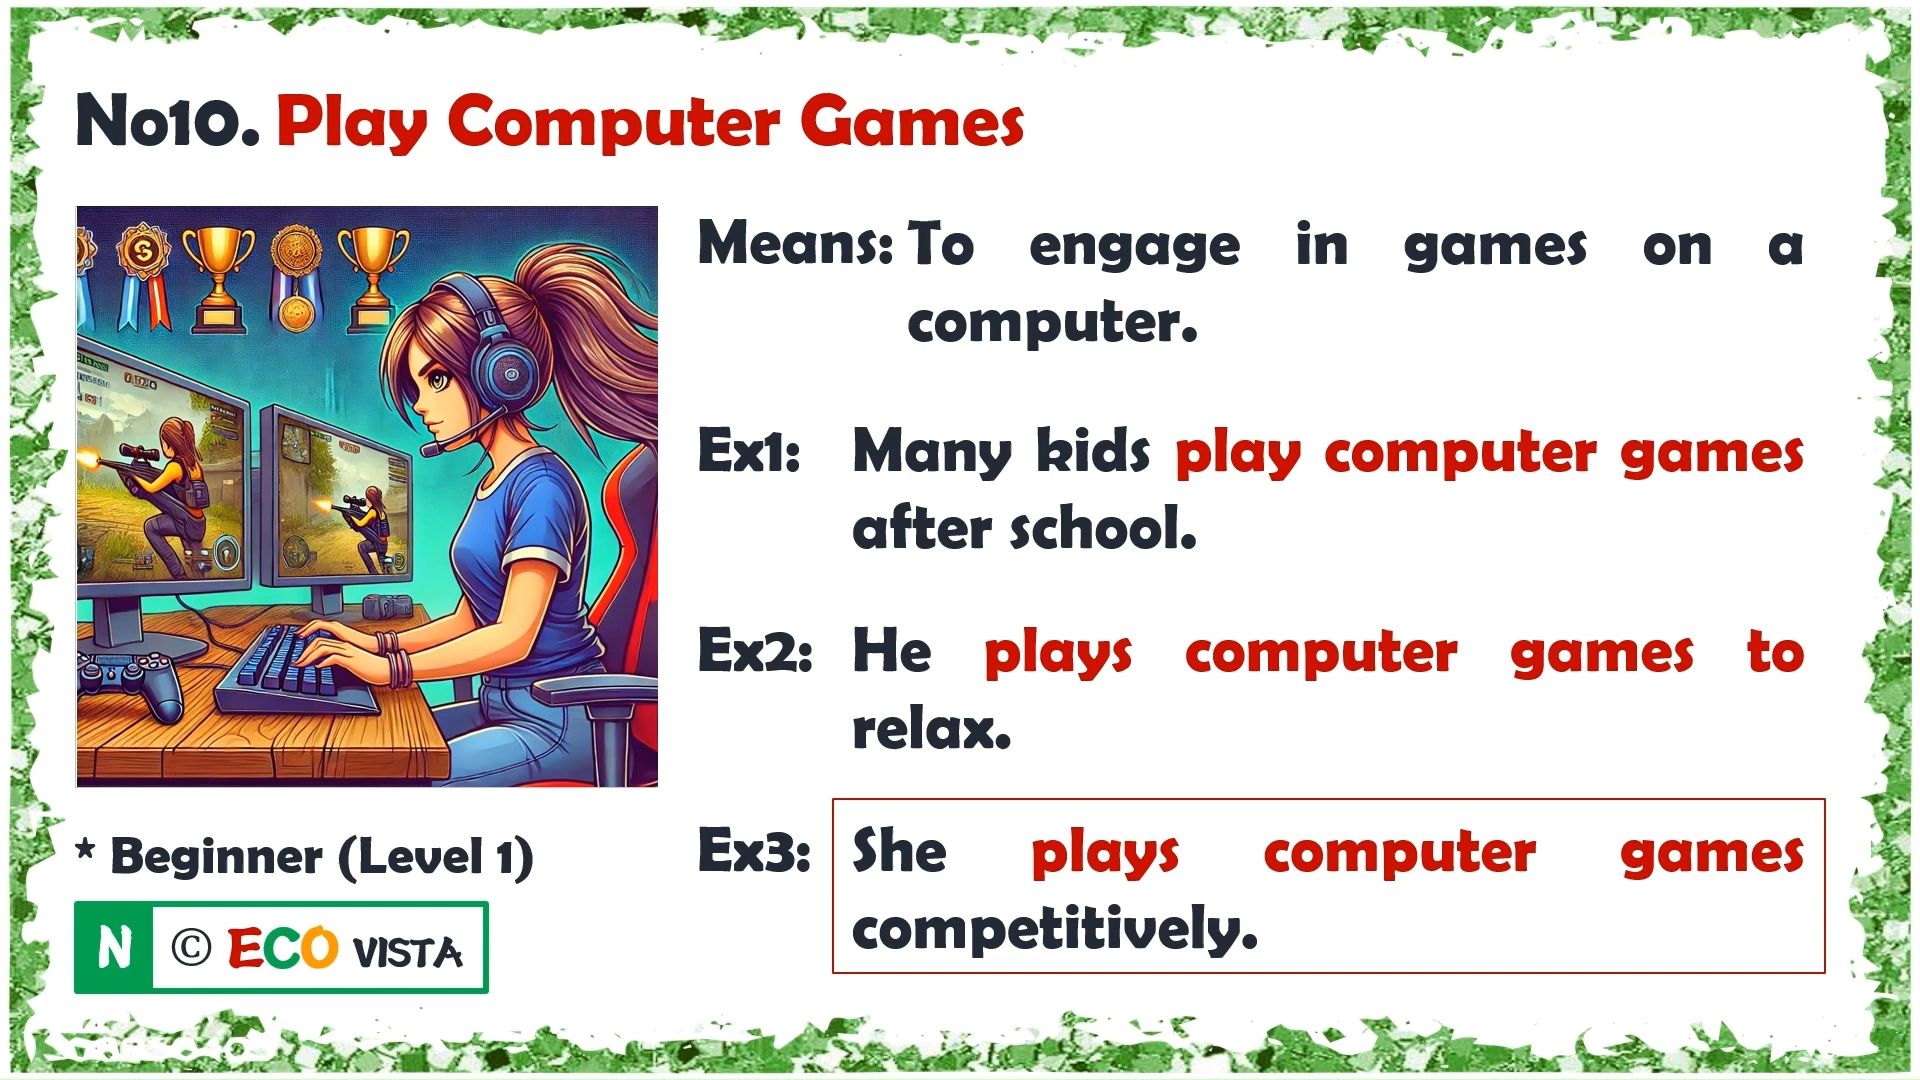 No10. Play Computer Games
Means: To engage in games on a
computer.
Ex1: Many kids play computer games
after school.
Ex2: He plays computer games to
relax.
Ex3: She plays computer games
competitively.
* Beginner (Level 1)
N © ECO VISTA